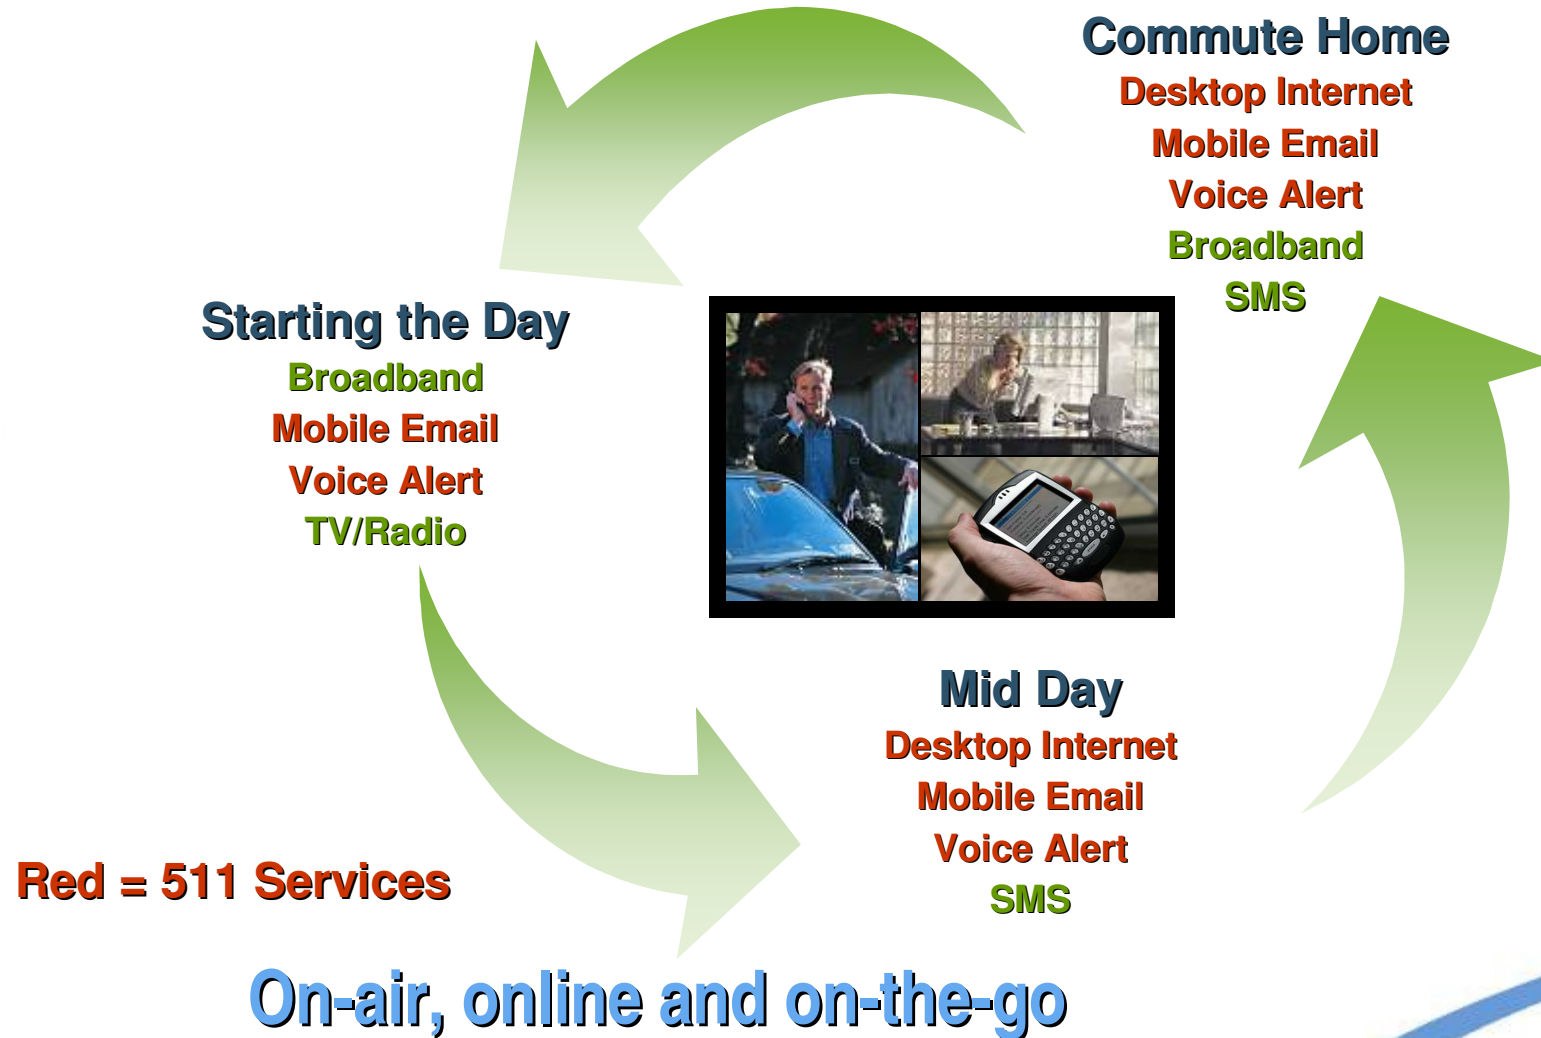 Commute Home
Desktop Internet
Mobile Email
Voice Alert
Broadband
SMS
Starting the Day
Broadband
Mobile Email
Voice Alert
TV/Radio
Mid Day
Desktop Internet
Mobile Email
Voice Alert
SMS
Red = 511 Services
On-air, online and on-the-go